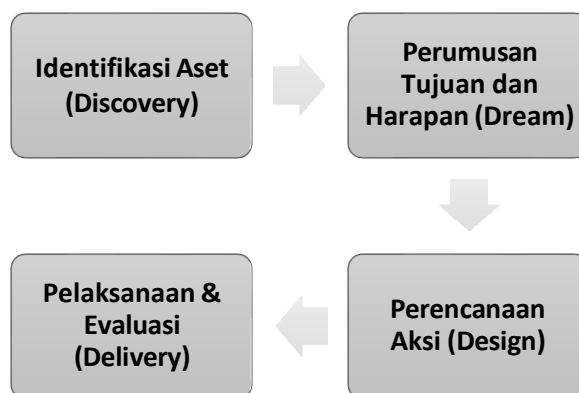 Identifikasi Aset
(Discovery)
Perumusan
Tujuan dan
Harapan (Dream)
Perencanaan
Aksi (Design)
Pelaksanaan &
Evaluasi
(Delivery)